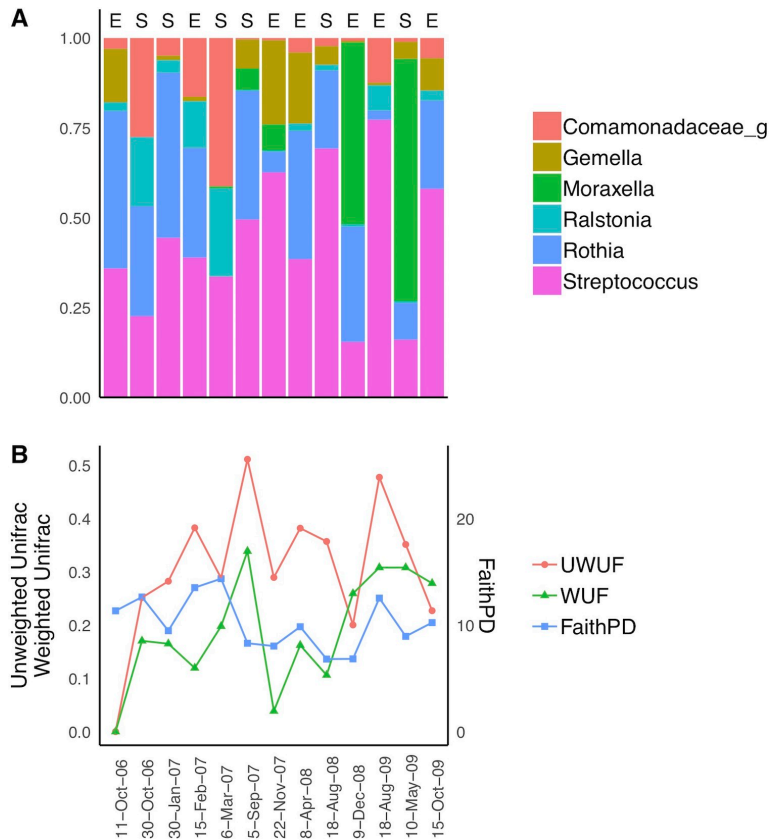 A
E S S E S S E E S E E S E
1.00
0.75
0.50
0.25
0.00
Comamonadaceae_g
Gemella
Moraxella
Ralstonia
Rothia
Streptococcus
B
Unweighted Unifrac
Weighted Unifrac
0.5
0.4
0.3
0.2
0.1
0.0
20
10
0
FaithPD
UWUF
WUF
FaithPD
11–Oct–06
30–Oct–06
30–Jan–07
15–Feb–07
6–Mar–07
5–Sep–07
22–Nov–07
8–Apr–08
18–Aug–08
9–Dec–08
18–Aug–09
10–May–09
15–Oct–09